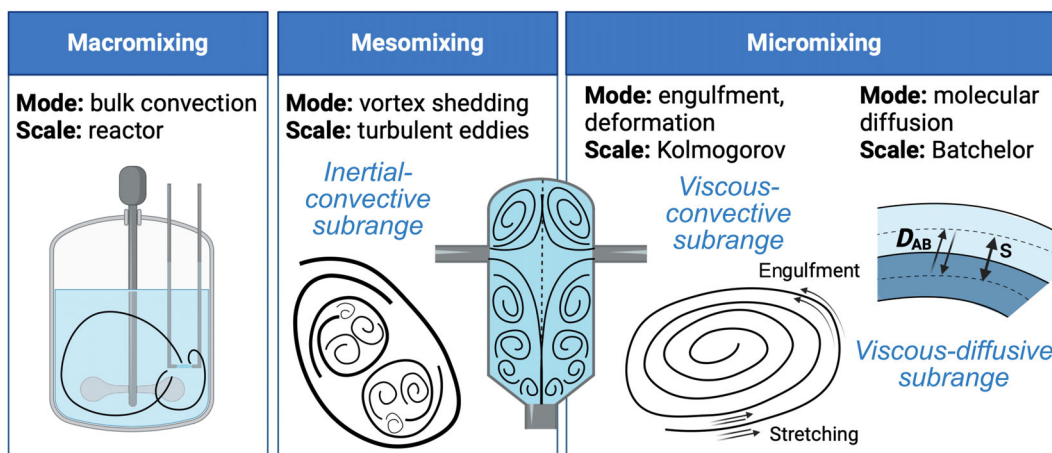 Macromixing
Mode: bulk convection
Scale: reactor
Mesomixing
Mode: vortex shedding
Scale: turbulent eddies
Inertial-
convective
subrange
Micromixing
Mode: engulfment,
deformation
Scale: Kolmogorov
Viscous-
convective
subrange
Engulfment
Stretching
Mode: molecular
diffusion
Scale: Batchelor
DAB
S
Viscous-diffusive
subrange